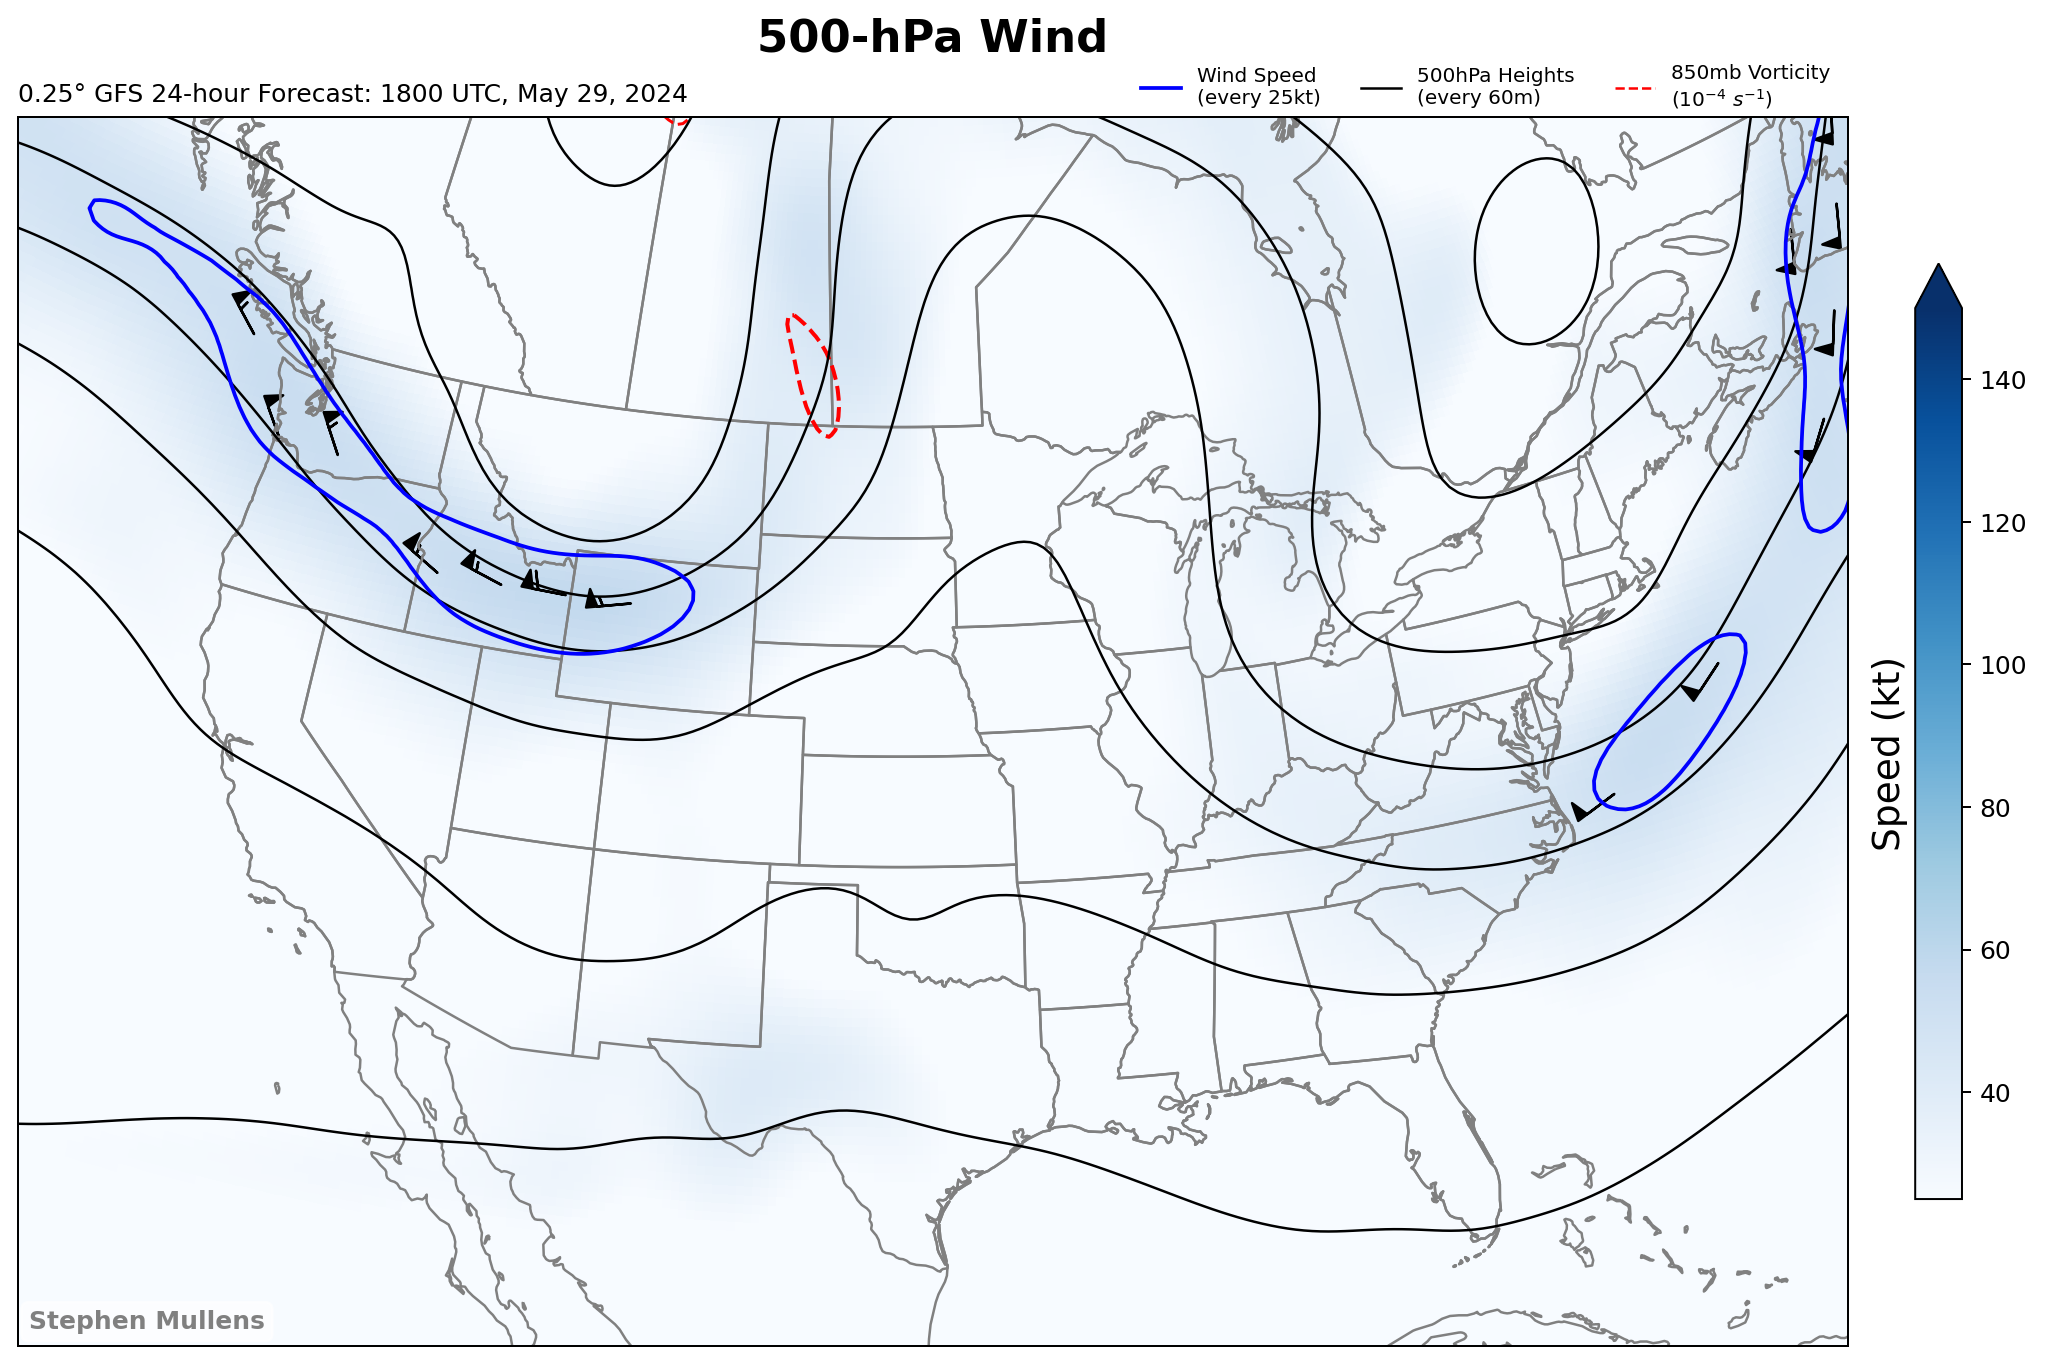 500-hPa Wind
0.25° GFS 24-hour Forecast: 1800 UTC, May 29, 2024
Wind Speed
(every 25kt)
500hPa Heights
(every 60m)
850mb Vorticity
(10⁻⁴ s⁻¹)
140
120
100
80
60
40
Speed (kt)
Stephen Mullens